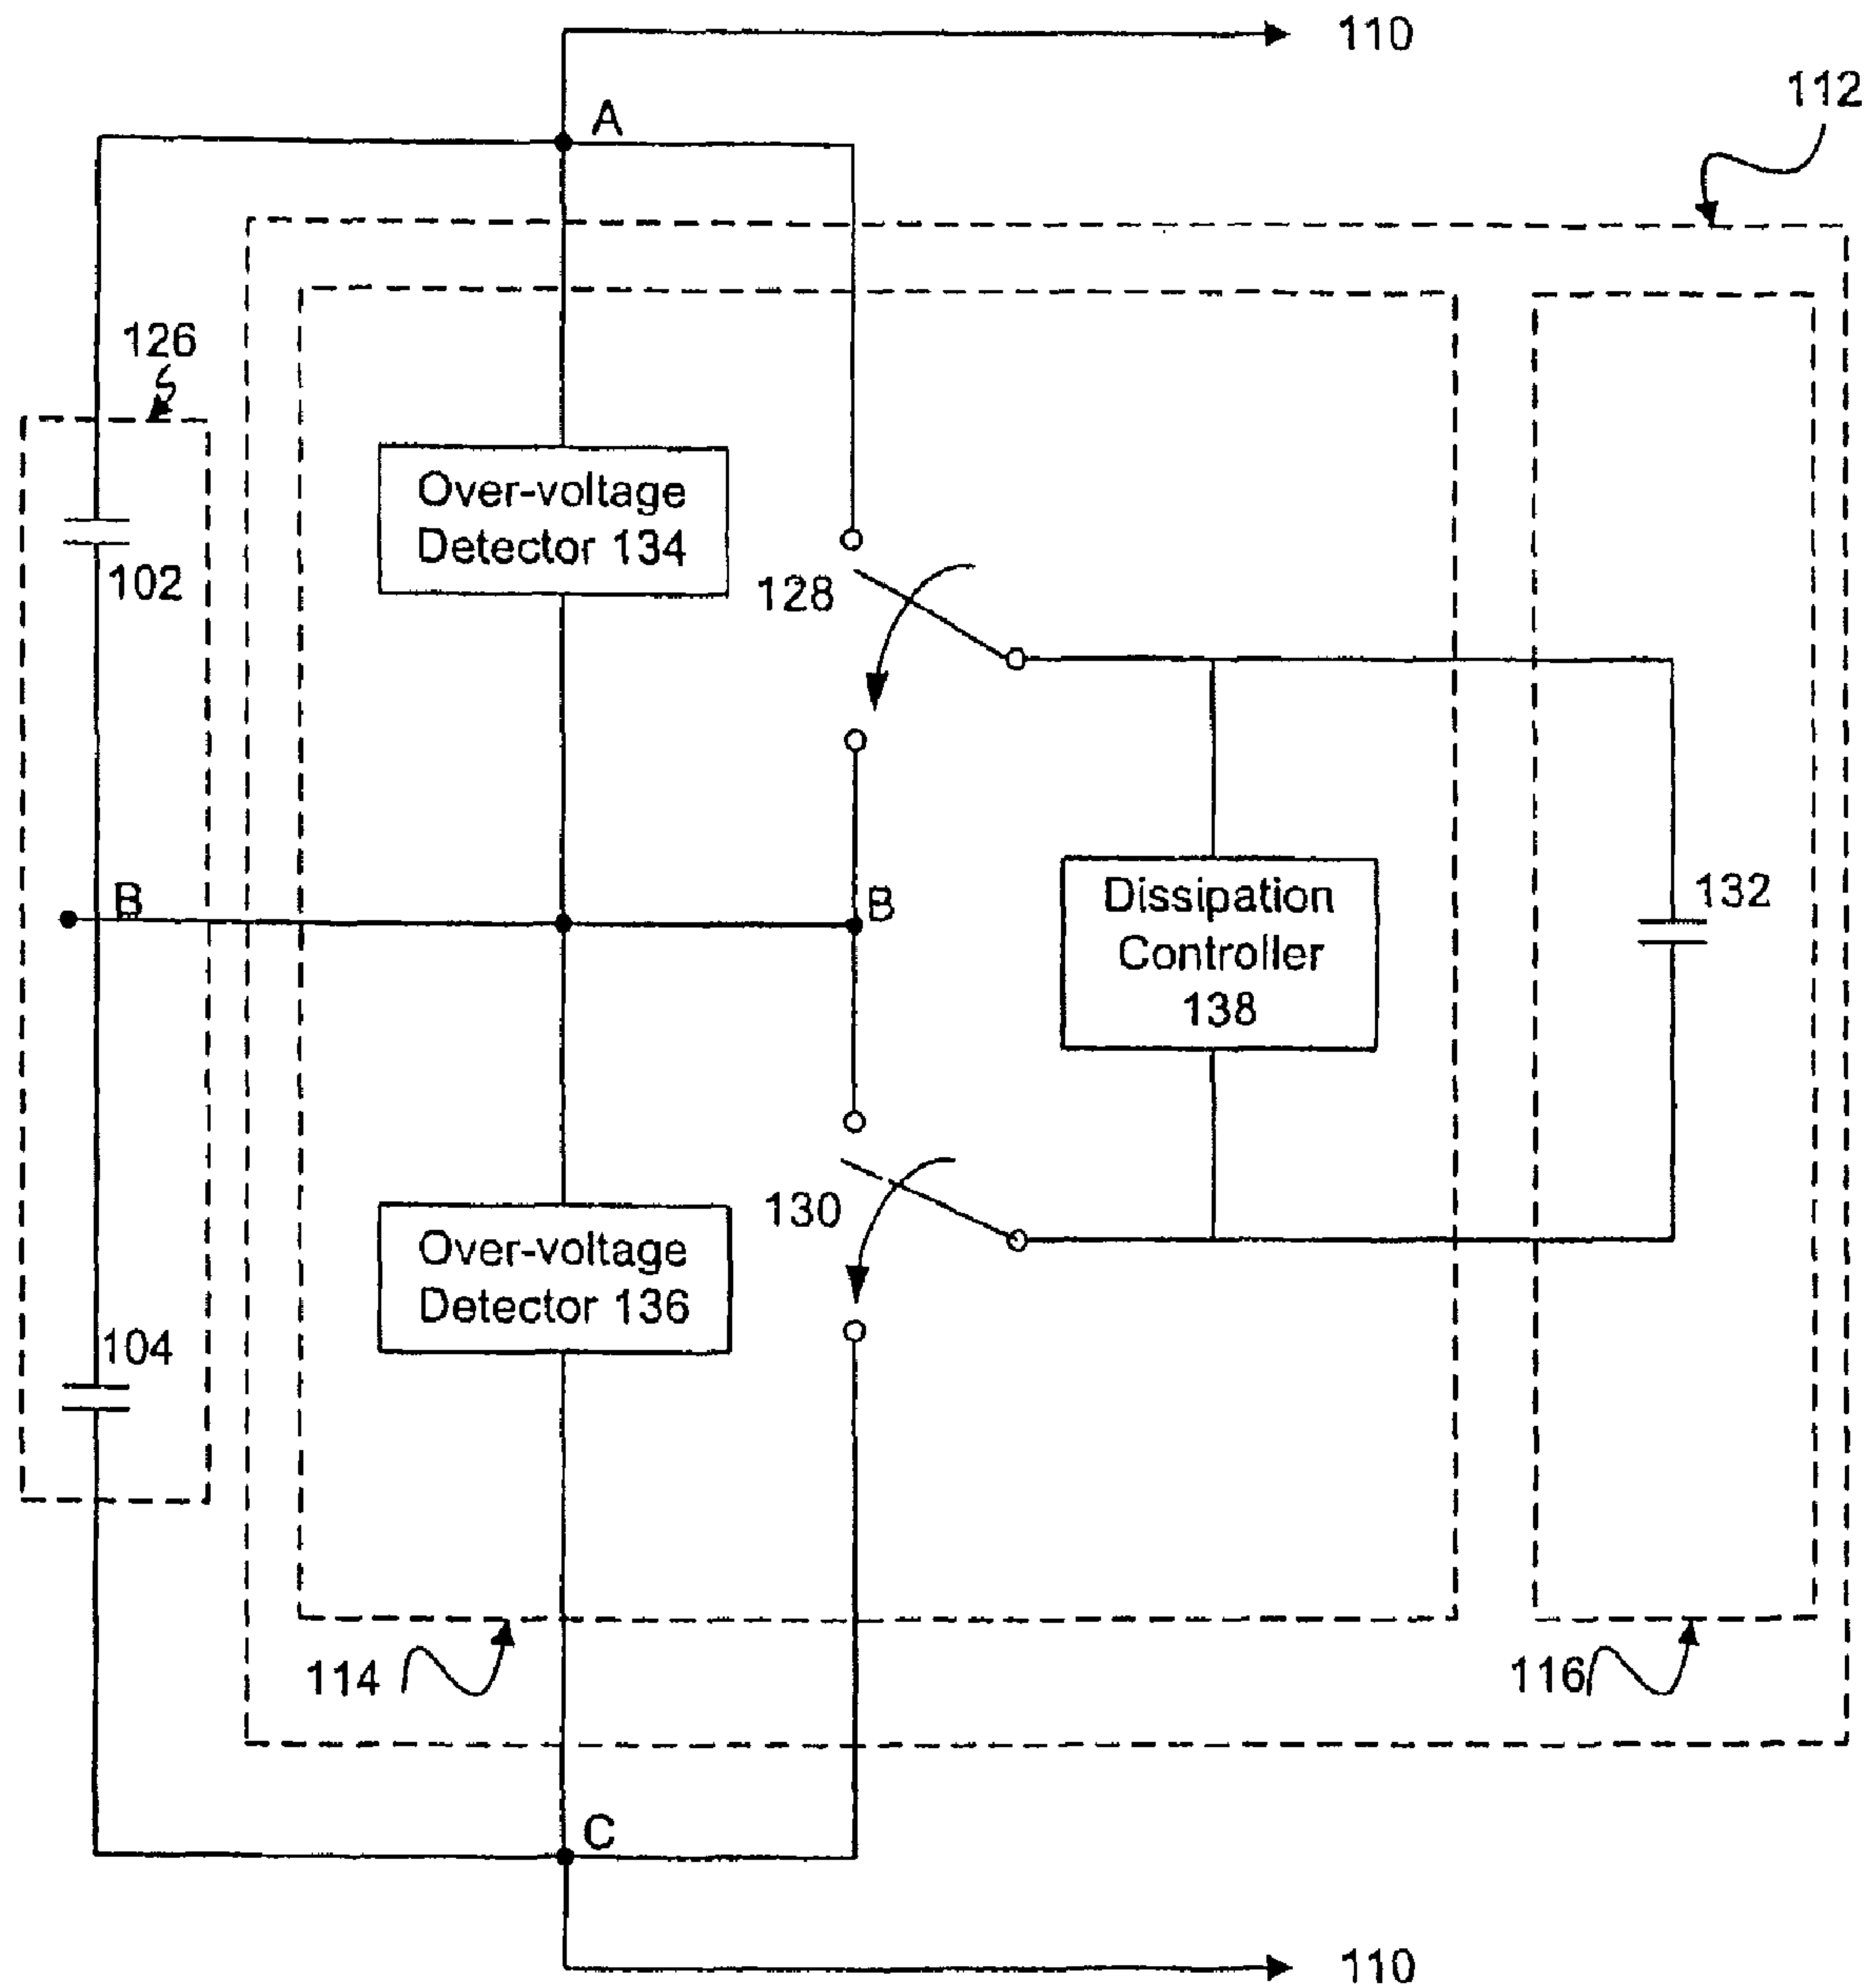 110
112
A
126
Over-voltage
Detector 134
102
128
B
B
Dissipation
Controller
138
132
130
Over-voltage
Detector 136
104
114
116
C
110